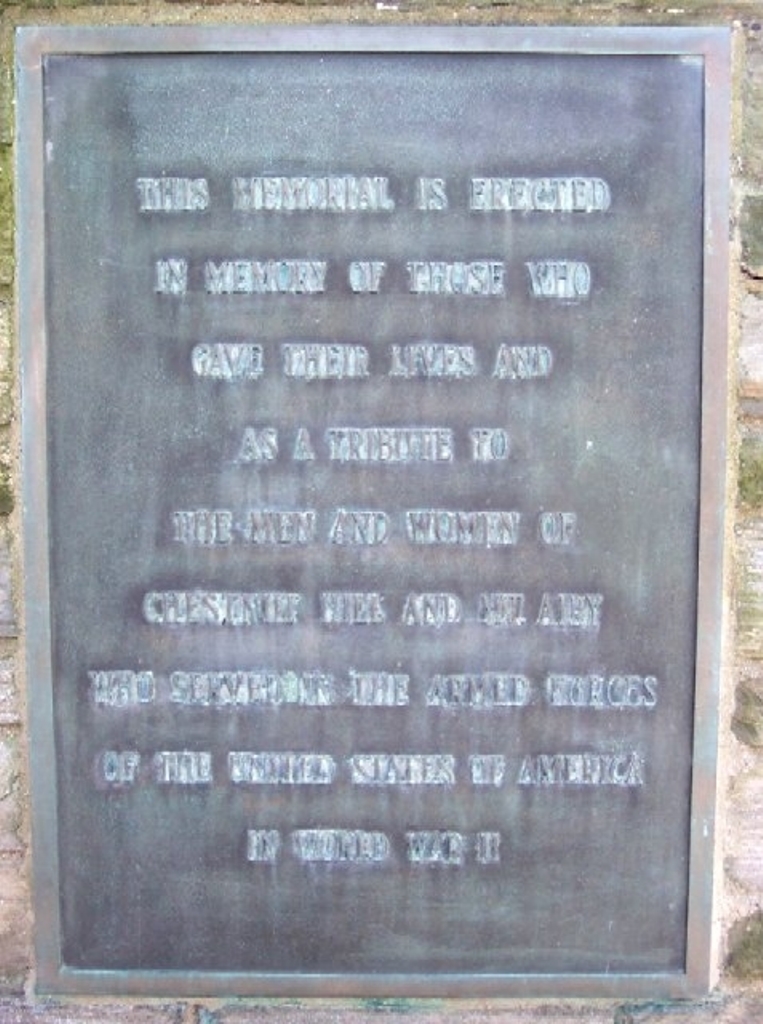 THIS MEMORIAL IS ERECTED
IN MEMORY OF THOSE WHO
GAVE THEIR LIVES AND
AS A TRIBUTE TO
THE MEN AND WOMEN OF
CHESTNUT HILL AND MT. AIRY
WHO SERVED IN THE ARMED FORCES
OF THE UNITED STATES OF AMERICA
IN WORLD WAR II